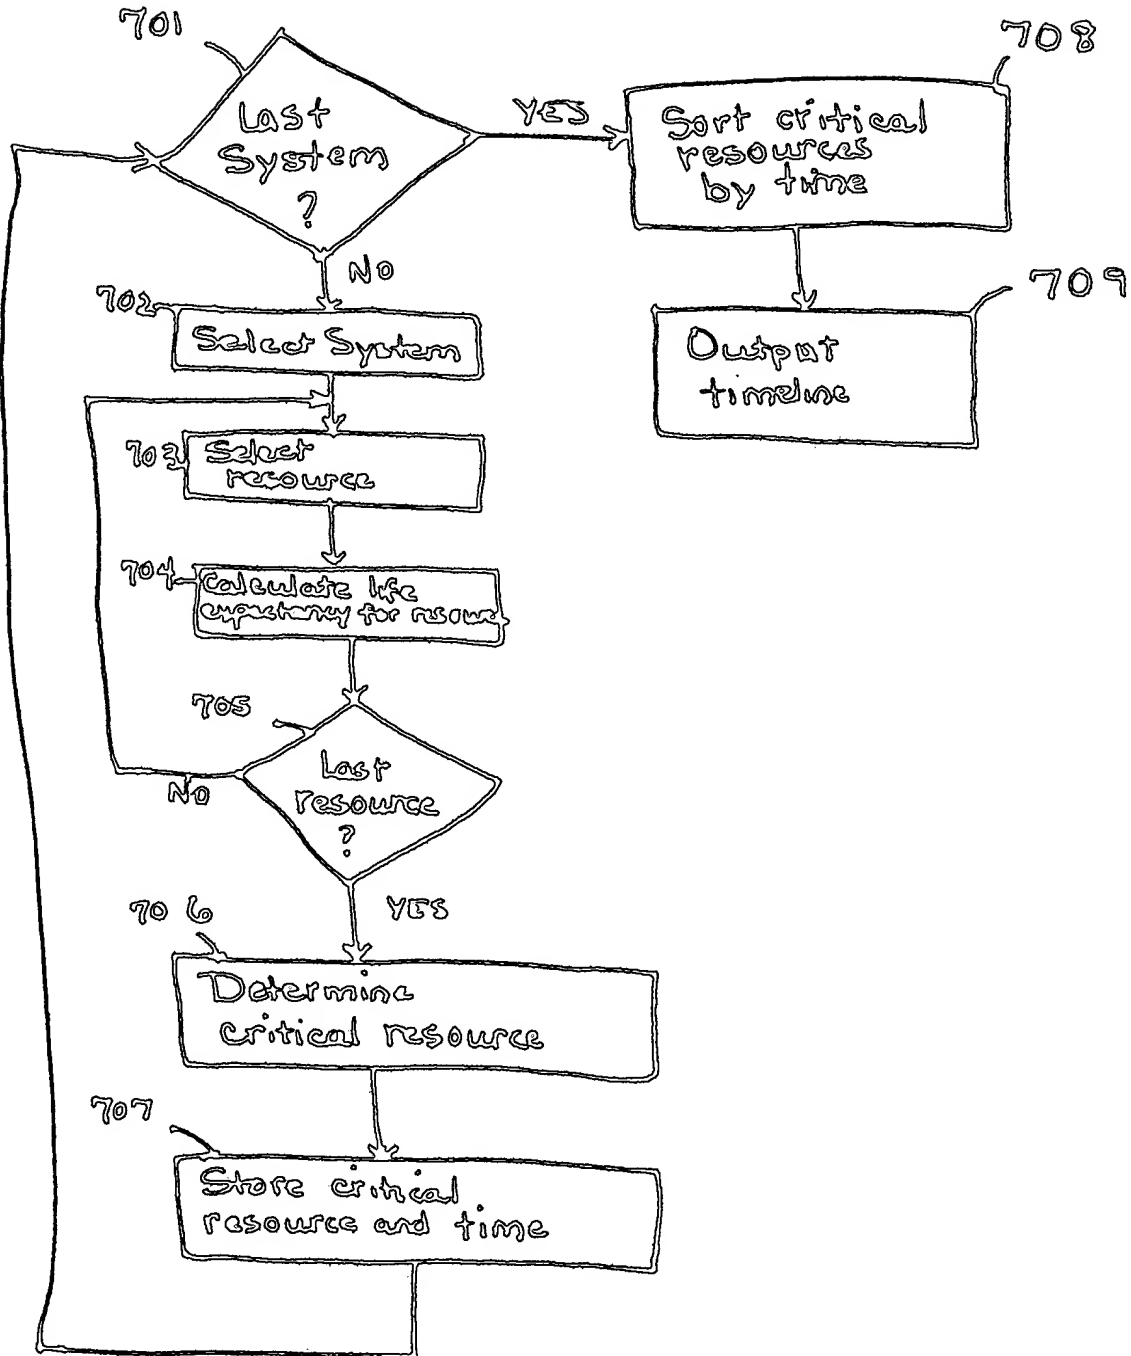 701
Last
System
?
YES
708
Sort critical
resources
by time
NO
709
Output
timeline
702
Select System
703
Select
resource
704
Calculate life
expectancy for resource
705
Last
resource
?
NO
YES
706
Determine
critical resource
707
Store critical
resource and time